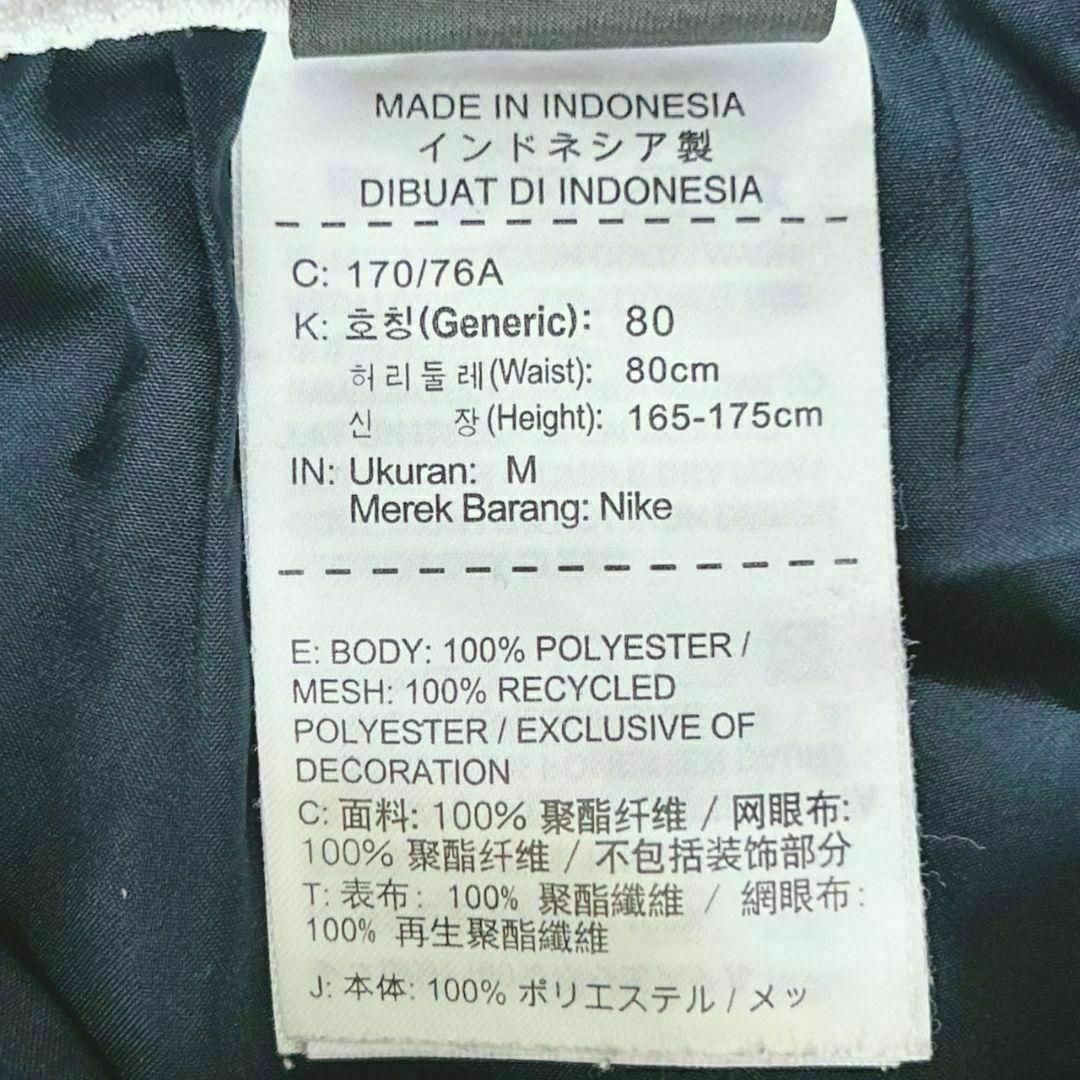 MADE IN INDONESIA
インドネシア製
DIBUAT DI INDONESIA
C: 170/76A
K: 호칭(Generic): 80
허리둘레(Waist): 80cm
신 장(Height): 165-175cm
IN: Ukuran: M
Merek Barang: Nike
E: BODY: 100% POLYESTER /
MESH: 100% RECYCLED
POLYESTER / EXCLUSIVE OF
DECORATION
C: 面料: 100% 聚酯纤维 / 网眼布:
100% 聚酯纤维 / 不包括装饰部分
T: 表布: 100% 聚酯纖維 / 網眼布:
100% 再生聚酯纖維
J: 本体: 100% ポリエステル / メッ